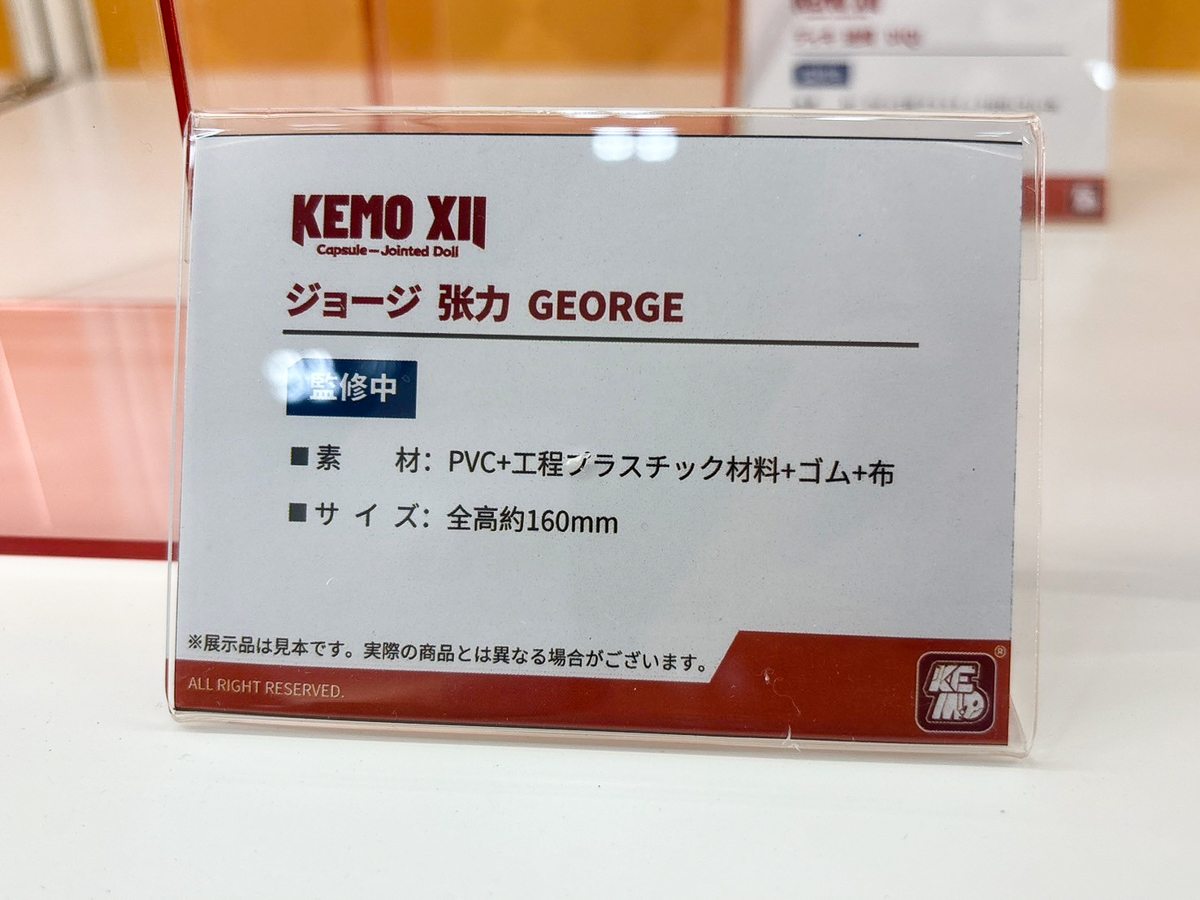 KEMO XII
Capsule-Jointed Doll
ジョージ 张力 GEORGE
監修中
■素 材：PVC+工程プラスチック材料+ゴム+布
■サ イ ズ：全高約160mm
※展示品は見本です。実際の商品とは異なる場合がございます。
ALL RIGHT RESERVED.
KEMO ®